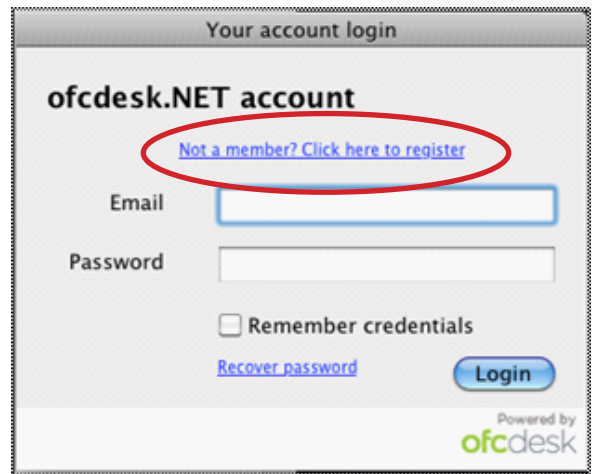 Your account login
ofcdesk.NET account
Not a member? Click here to register
Email
Password
Remember credentials
Recover password
Login
Powered by
ofcdesk